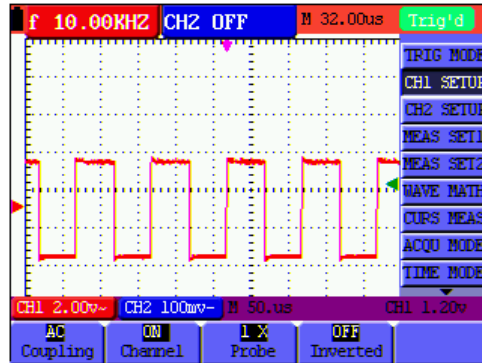 f 10.00KHZ CH2 OFF M 32.00us Trig'd
TRIG MODE
CH1 SETUP
CH2 SETUP
MEAS SET1
MEAS SET2
WAVE MATH
CURS MEAS
ACQU MODE
TIME MODE
CH1 2.00v~ CH2 100mv- M 50.us CH1 1.20v
AC ON 1 X OFF
Coupling Channel Probe Inverted